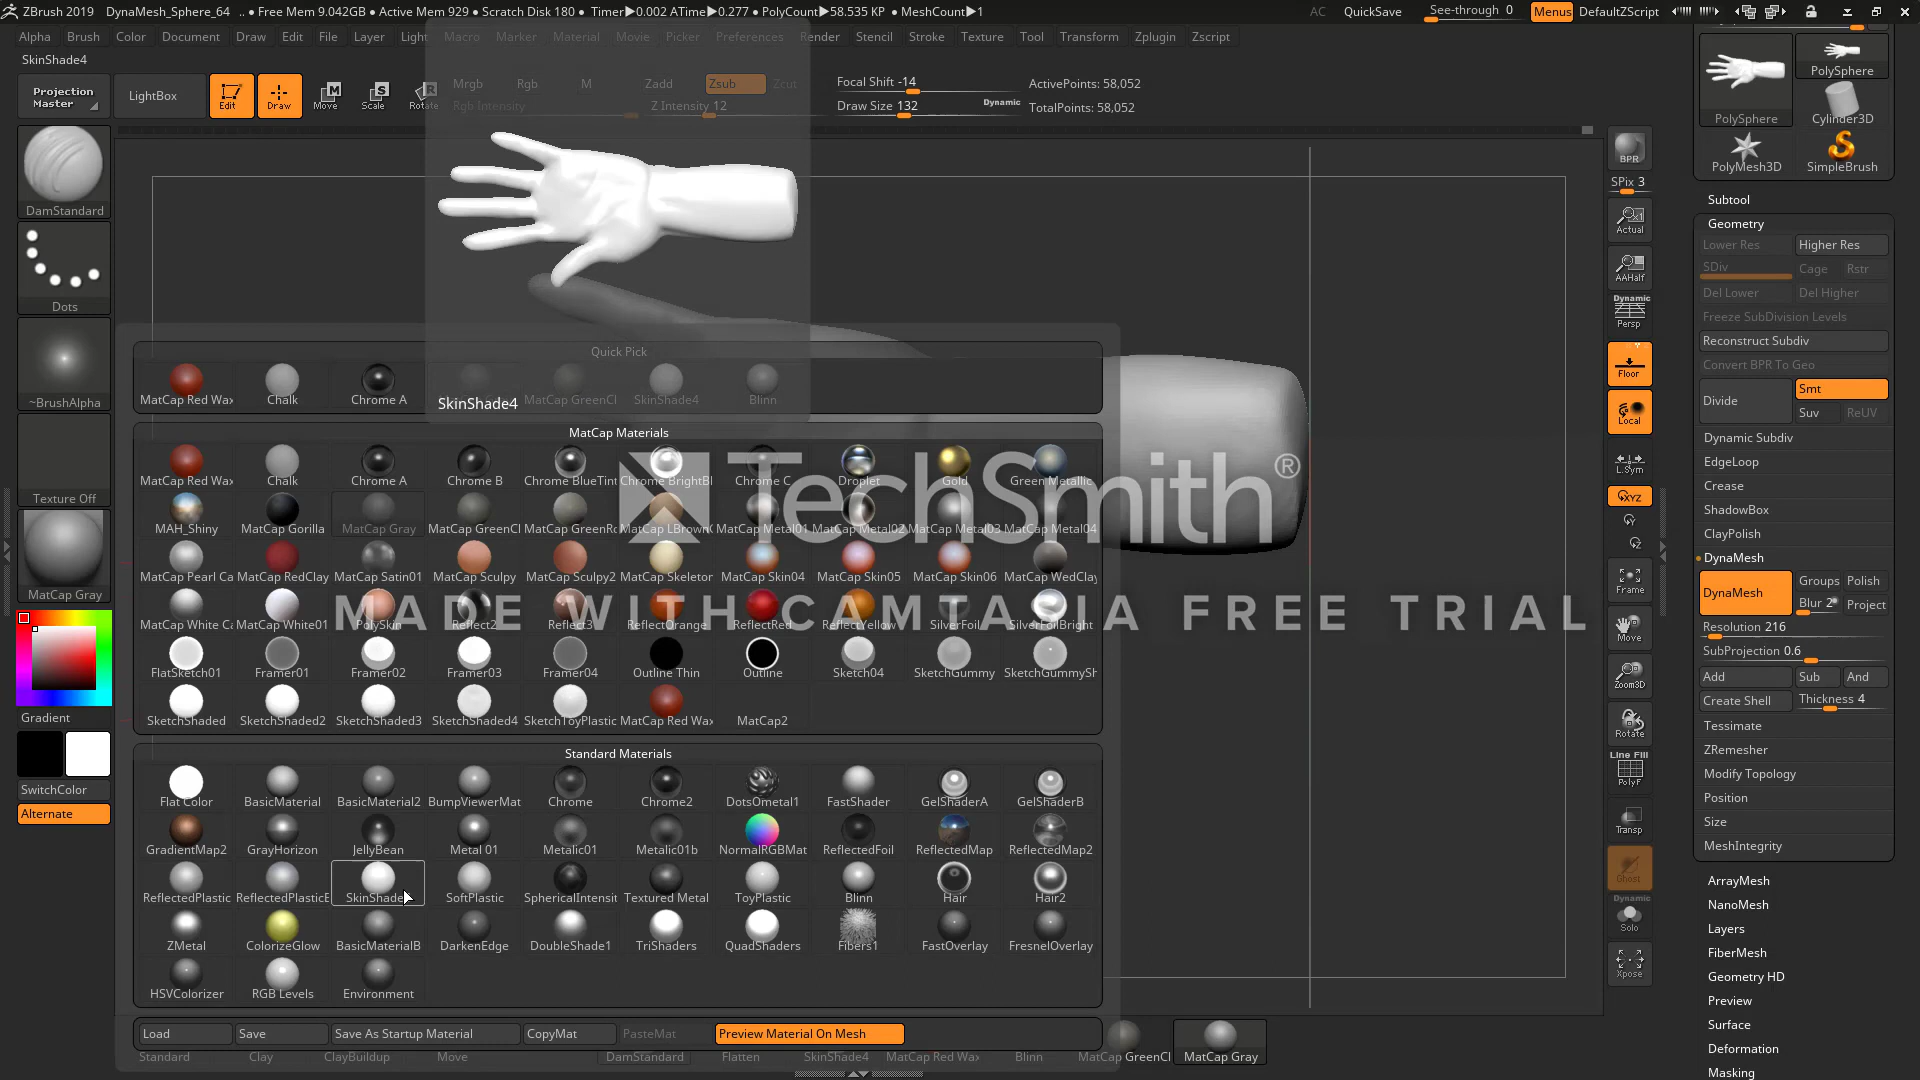 ZBrush 2019 DynaMesh_Sphere_64 .. • Free Mem 9.042GB • Active Mem 929 • Scratch Disk 180 • Timer▶0.002 ATime▶0.277 • PolyCount▶58.535 KP • MeshCount▶1 AC QuickSave See-through 0 Menus DefaultZScript
Alpha Brush Color Document Draw Edit File Layer Light Macro Marker Material Movie Picker Preferences Render Stencil Stroke Texture Tool Transform Zplugin Zscript
SkinShade4
Projection Master LightBox Edit Draw Move Scale Rotate
Mrgb Rgb M Zadd Zsub Zcut
Rgb Intensity Z Intensity 12
Focal Shift -14
Draw Size 132 Dynamic
ActivePoints: 58,052
TotalPoints: 58,052
DamStandard
Dots
~BrushAlpha
Texture Off
MatCap Gray
Gradient
SwitchColor
Alternate
Quick Pick
MatCap Red Wax Chalk Chrome A MatCap GreenCl SkinShade4 Blinn
SkinShade4
MatCap Materials
MatCap Red Wax Chalk Chrome A Chrome B Chrome BlueTint Chrome BrightBl Chrome C Droplet Gold Green Metallic
MAH_Shiny MatCap Gorilla MatCap Gray MatCap GreenCl MatCap GreenRo MatCap LBrown MatCap Metal01 MatCap Metal02 MatCap Metal03 MatCap Metal04
MatCap Pearl Ca MatCap RedClay MatCap Satin01 MatCap Sculpy MatCap Sculpy2 MatCap Skeleton MatCap Skin04 MatCap Skin05 MatCap Skin06 MatCap WedClay
MatCap White Ca MatCap White01 PolySkin Reflect2 Reflect3 ReflectOrange ReflectRed ReflectYellow SilverFoil SilverFoilBright
FlatSketch01 Framer01 Framer02 Framer03 Framer04 Outline Thin Outline Sketch04 SketchGummy SketchGummySh
SketchShaded SketchShaded2 SketchShaded3 SketchShaded4 SketchToyPlastic MatCap Red Wax MatCap2
Standard Materials
Flat Color BasicMaterial BasicMaterial2 BumpViewerMat Chrome Chrome2 DotsOmetal1 FastShader GelShaderA GelShaderB
GradientMap2 GrayHorizon JellyBean Metal 01 Metalic01 Metalic01b NormalRGBMat ReflectedFoil ReflectedMap ReflectedMap2
ReflectedPlastic ReflectedPlasticE SkinShade SoftPlastic SphericalIntensit Textured Metal ToyPlastic Blinn Hair Hair2
ZMetal ColorizeGlow BasicMaterialB DarkenEdge DoubleShade1 TriShaders QuadShaders Fibers1 FastOverlay FresnelOverlay
HSVColorizer RGB Levels Environment
Load Save Save As Startup Material CopyMat PasteMat Preview Material On Mesh
Standard Clay ClayBuildup Move DamStandard Flatten SkinShade4 MatCap Red Wax Blinn MatCap GreenCl MatCap Gray
TechSmith®
MADE WITH CAMTASIA FREE TRIAL
BPR
SPix 3
Actual
AAHalf
Dynamic
Persp
Floor
Local
L.Sym
XYZ
Frame
Move
Zoom3D
Rotate
Line Fill
PolyF
Transp
Ghost
Dynamic
Solo
Xpose
PolySphere PolySphere
Cylinder3D
PolyMesh3D SimpleBrush
Subtool
Geometry
Lower Res Higher Res
SDiv Cage Rstr
Del Lower Del Higher
Freeze SubDivision Levels
Reconstruct Subdiv
Convert BPR To Geo
Divide Smt
Suv ReUV
Dynamic Subdiv
EdgeLoop
Crease
ShadowBox
ClayPolish
DynaMesh
DynaMesh Groups Polish
Blur 2 Project
Resolution 216
SubProjection 0.6
Add Sub And
Create Shell Thickness 4
Tessimate
ZRemesher
Modify Topology
Position
Size
MeshIntegrity
ArrayMesh
NanoMesh
Layers
FiberMesh
Geometry HD
Preview
Surface
Deformation
Masking